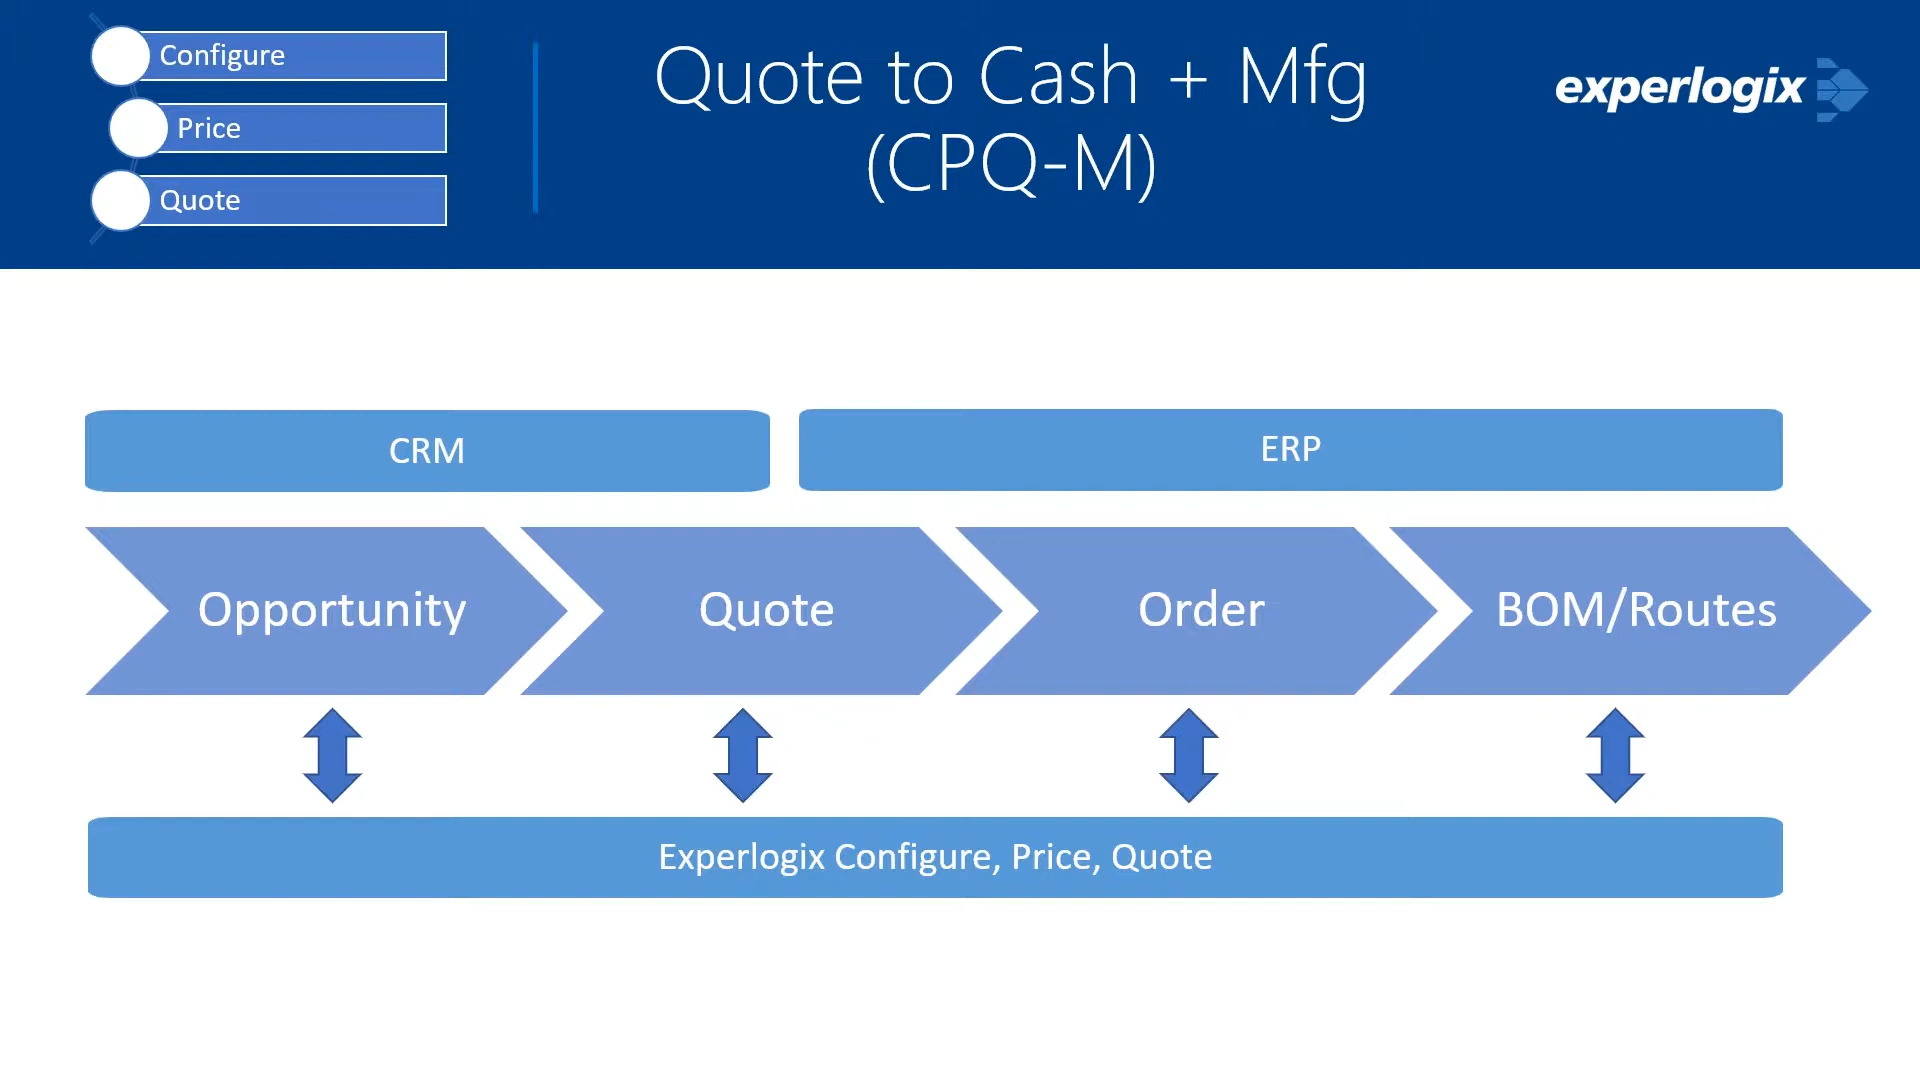 Configure
Price
Quote
Quote to Cash + Mfg
(CPQ-M)
experlogix
CRM
ERP
Opportunity
Quote
Order
BOM/Routes
Experlogix Configure, Price, Quote